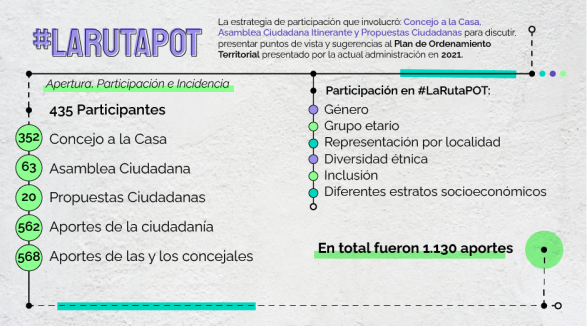 #LARUTAPOT
La estrategia de participación que involucró: Concejo a la Casa,
Asamblea Ciudadana Itinerante y Propuestas Ciudadanas para discutir,
presentar puntos de vista y sugerencias al Plan de Ordenamiento
Territorial presentado por la actual administración en 2021.
Apertura, Participación e Incidencia
435 Participantes
352 Concejo a la Casa
63 Asamblea Ciudadana
20 Propuestas Ciudadanas
562 Aportes de la ciudadanía
568 Aportes de las y los concejales
Participación en #LaRutaPOT:
Género
Grupo etario
Representación por localidad
Diversidad étnica
Inclusión
Diferentes estratos socioeconómicos
En total fueron 1.130 aportes